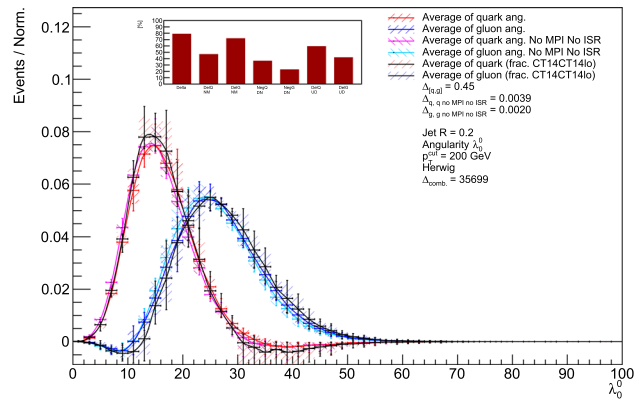 Events / Norm.
0.12
0.1
0.08
0.06
0.04
0.02
0
0 10 20 30 40 50 60 70 80 90 100
λ₀⁰
[%]
100
90
80
70
60
50
40
30
20
10
0
Delta DelQ NM DelG NM NegQ DN NegG DN DelQ UD DelG UD
Average of quark ang.
Average of gluon ang.
Average of quark ang. No MPI No ISR
Average of gluon ang. No MPI No ISR
Average of quark (frac. CT14CT14lo)
Average of gluon (frac. CT14CT14lo)
Δ[q,g] = 0.45
Δq, q no MPI no ISR = 0.0039
Δg, g no MPI no ISR = 0.0020
Jet R = 0.2
Angularity λ₀⁰
pTcut = 200 GeV
Herwig
Δcomb. = 35699